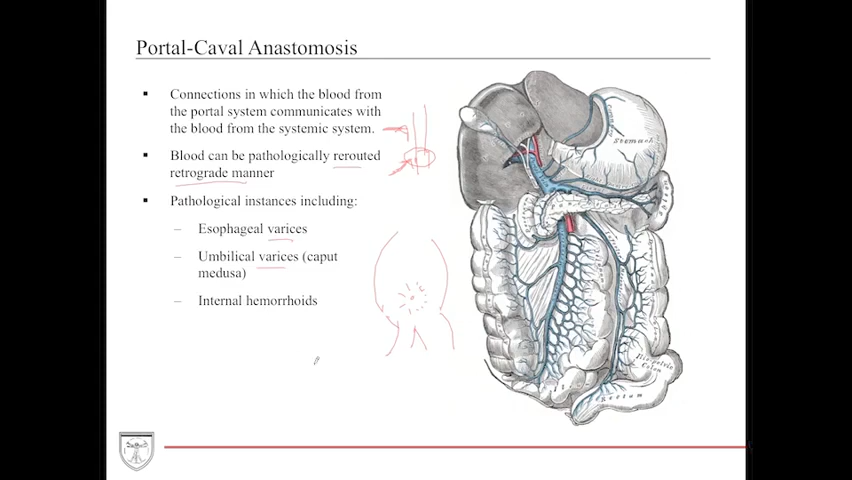 Portal-Caval Anastomosis
▪ Connections in which the blood from
the portal system communicates with
the blood from the systemic system.
▪ Blood can be pathologically rerouted
retrograde manner
▪ Pathological instances including:
– Esophageal varices
– Umbilical varices (caput
medusa)
– Internal hemorrhoids
Stomach
Colon
Rectum